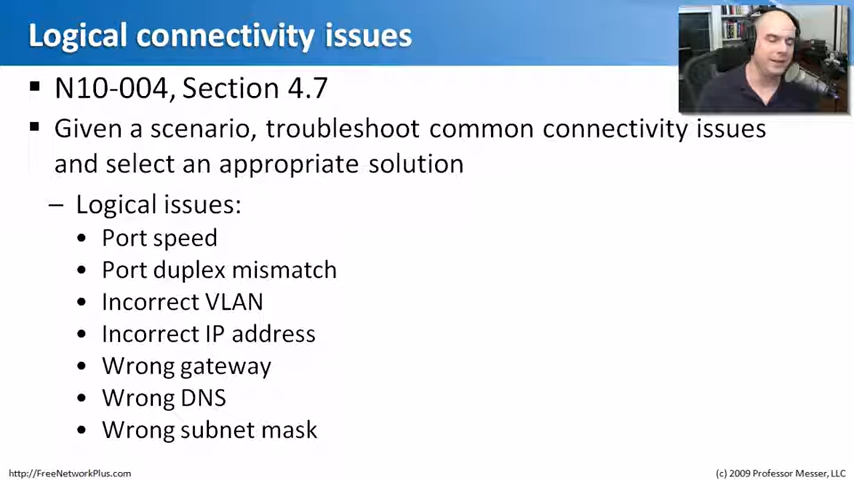 Logical connectivity issues
▪ N10-004, Section 4.7
▪ Given a scenario, troubleshoot common connectivity issues
and select an appropriate solution
– Logical issues:
• Port speed
• Port duplex mismatch
• Incorrect VLAN
• Incorrect IP address
• Wrong gateway
• Wrong DNS
• Wrong subnet mask
http://FreeNetworkPlus.com
(c) 2009 Professor Messer, LLC